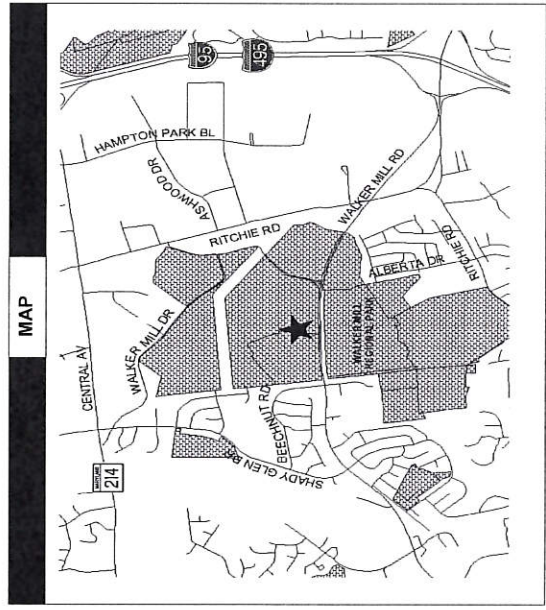 MAP
95
495
HAMPTON PARK BL
ASHWOOD DR
WALKER MILL RD
RITCHIE RD
ALBERTA DR
RITCHIE RD
CENTRAL AV
WALKER MILL DR
WALKER MILL
REGIONAL PARK
BEECHNUT RD
SHADY GLEN DR
MARYLAND
214